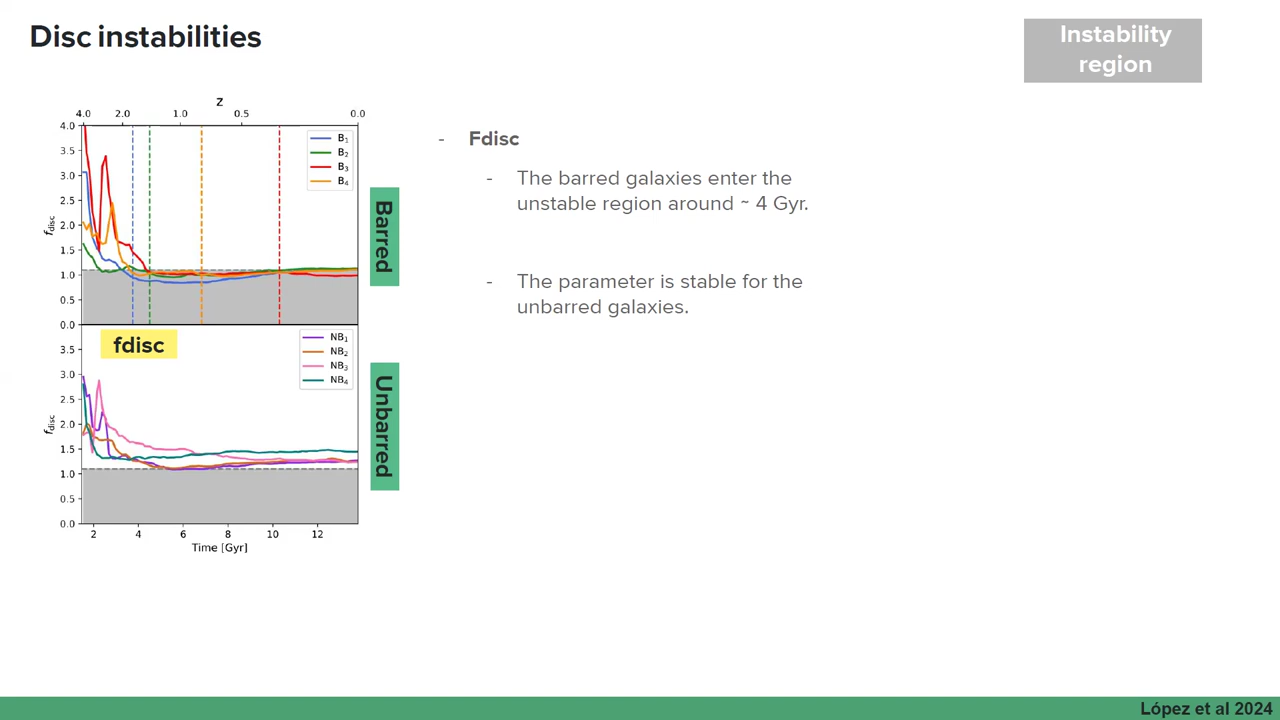 Disc instabilities
Instability
region
z
4.0 2.0 1.0 0.5 0.0
4.0
3.5
3.0
2.5
2.0
1.5
1.0
0.5
0.0
fdisc
B1
B2
B3
B4
Barred
- Fdisc
- The barred galaxies enter the
unstable region around ~ 4 Gyr.
- The parameter is stable for the
unbarred galaxies.
fdisc
NB1
NB2
NB3
NB4
3.5
3.0
2.5
2.0
1.5
1.0
0.5
0.0
fdisc
Unbarred
2 4 6 8 10 12
Time [Gyr]
López et al 2024